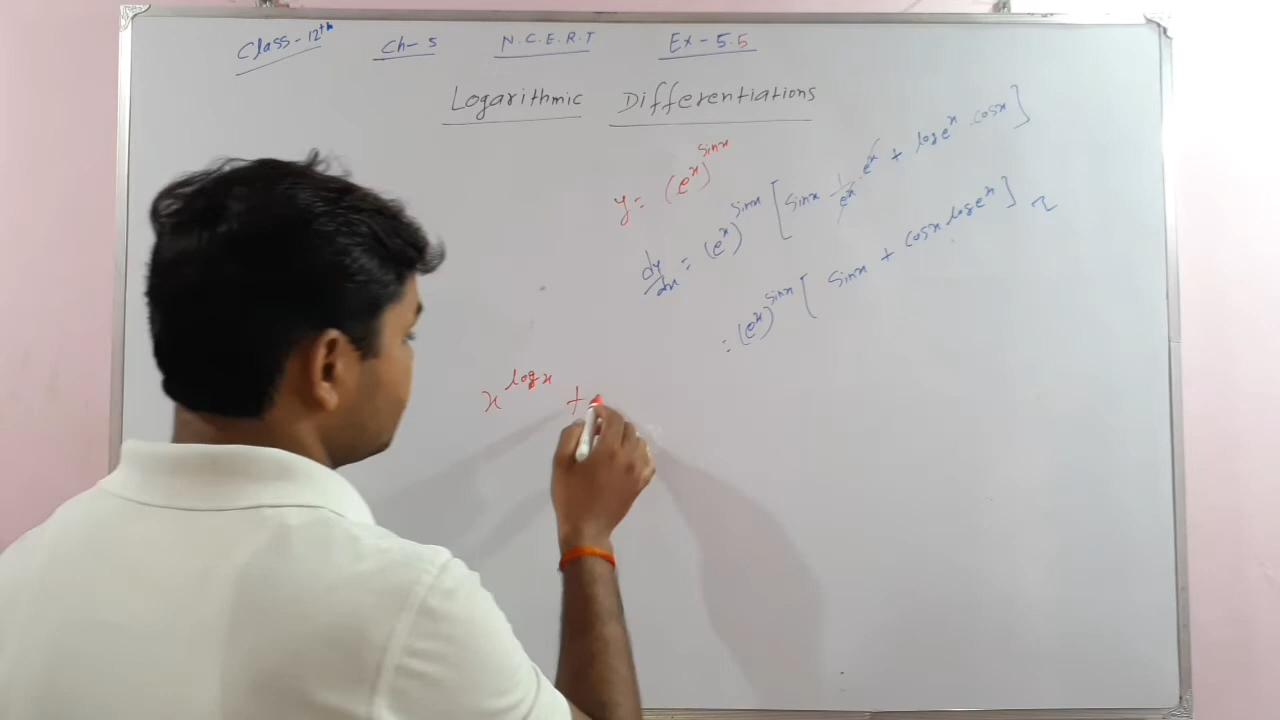 Class-12th Ch-5 N.C.E.R.T Ex-5.5
Logarithmic Differentiations
y = (e^x)^sinx
dy/dx = (e^x)^sinx [sinx 1/e^x · e^x + log e^x · cosx]
= (e^x)^sinx [sinx + cosx log e^x]
x^logx +